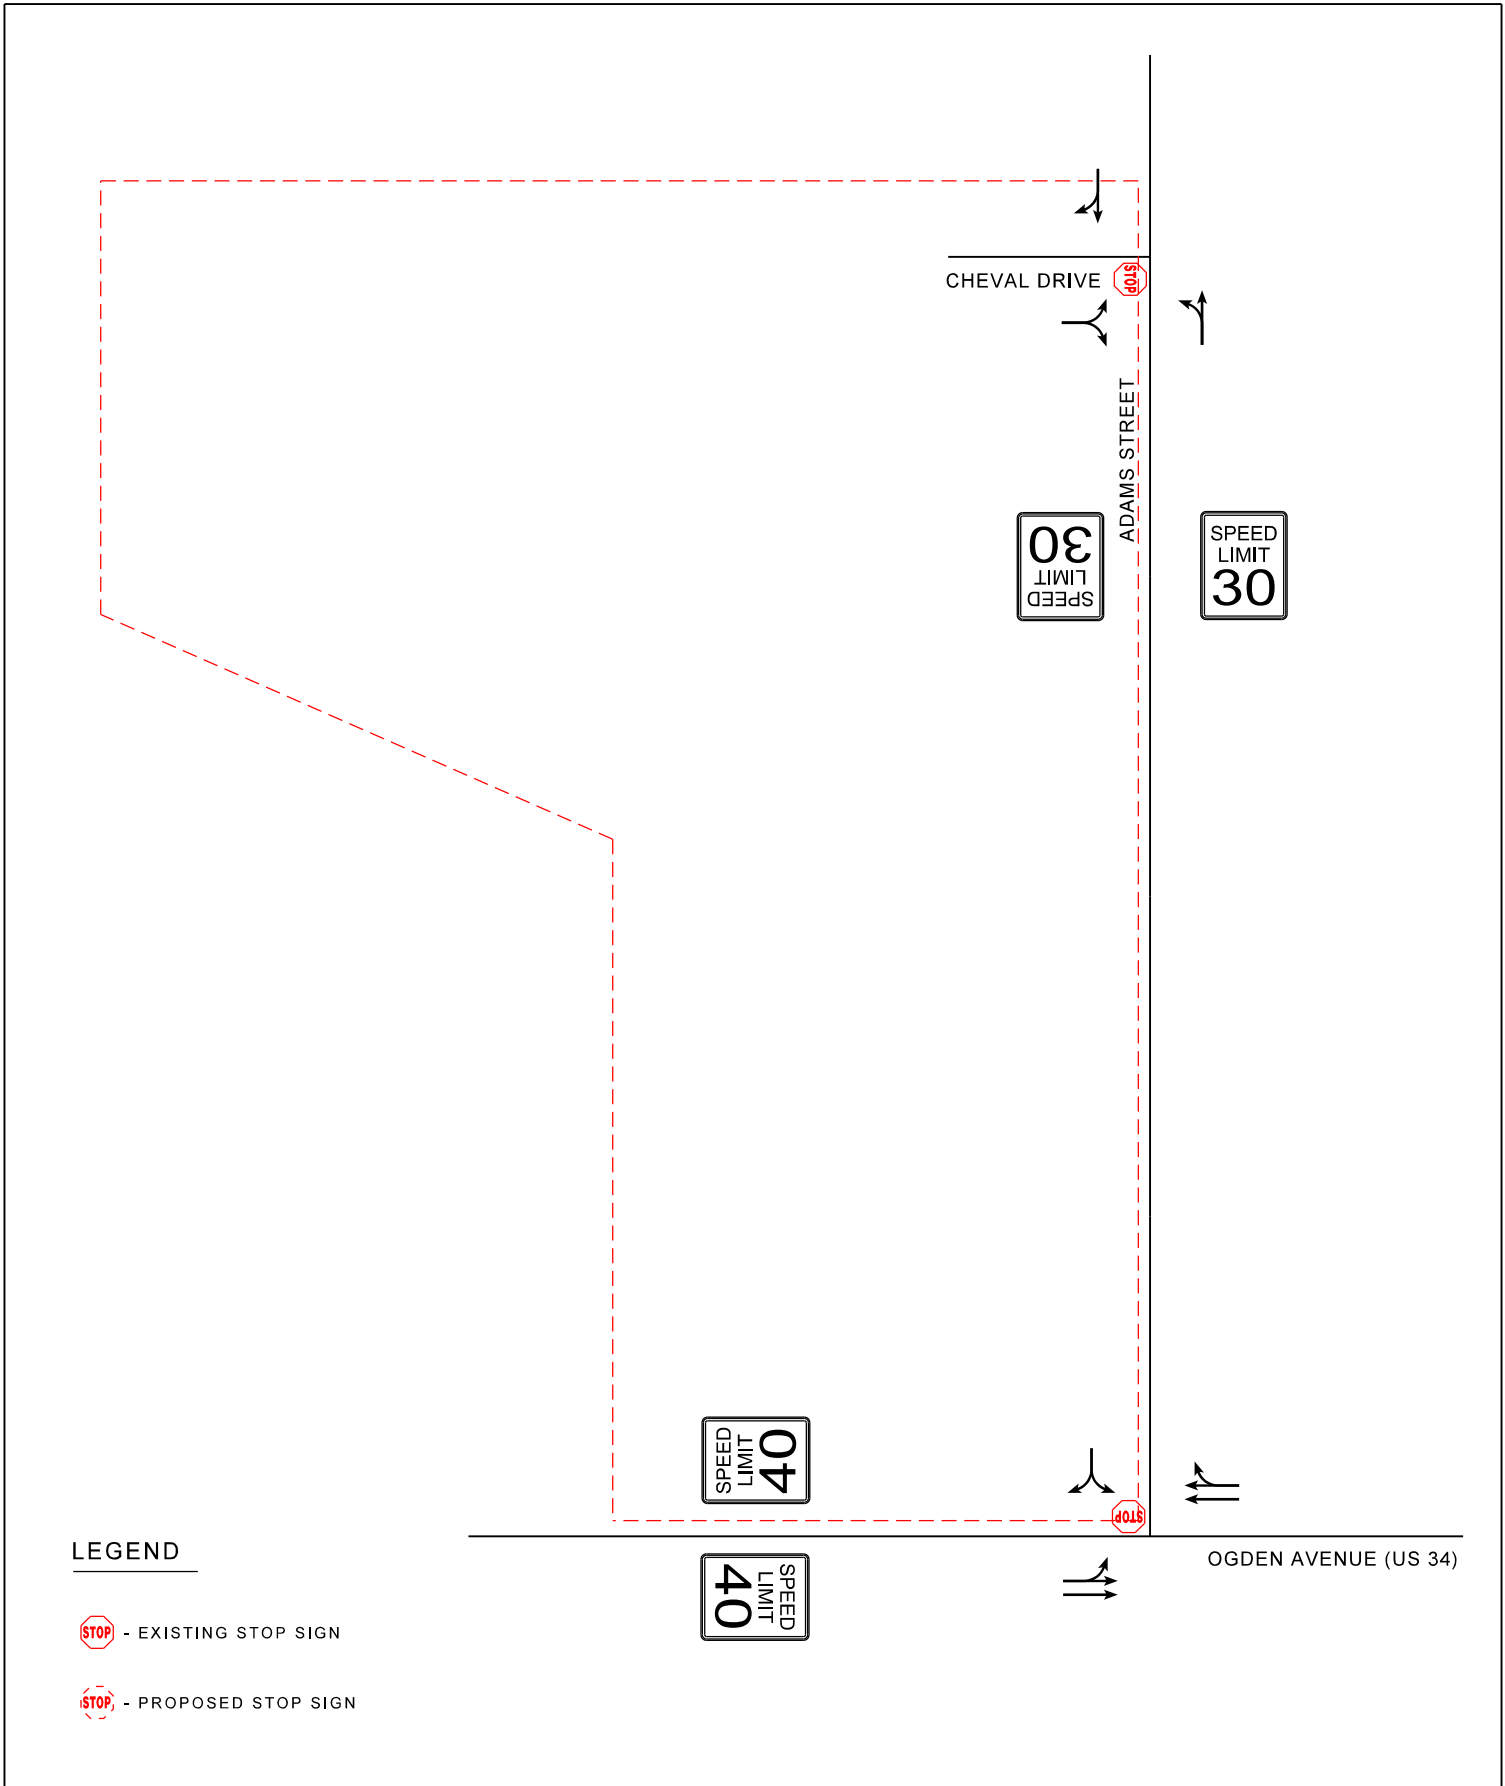 CHEVAL DRIVE
STOP
ADAMS STREET
SPEED
LIMIT
30
SPEED
LIMIT
30
SPEED
LIMIT
40
STOP
SPEED
LIMIT
40
OGDEN AVENUE (US 34)
LEGEND
STOP - EXISTING STOP SIGN
STOP - PROPOSED STOP SIGN